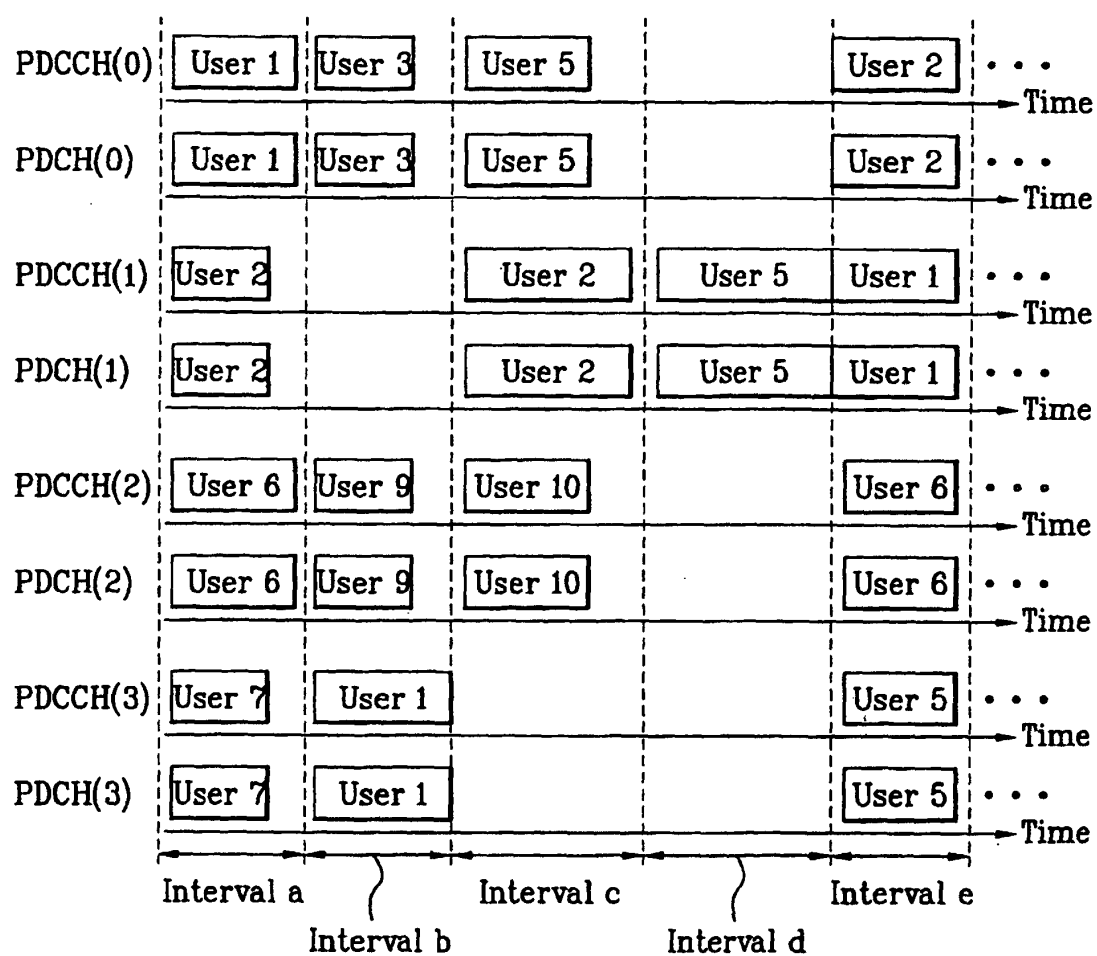 PDCCH(0) User 1 User 3 User 5 User 2 • • •
Time
PDCH(0) User 1 User 3 User 5 User 2 • • •
Time
PDCCH(1) User 2 User 2 User 5 User 1 • • •
Time
PDCH(1) User 2 User 2 User 5 User 1 • • •
Time
PDCCH(2) User 6 User 9 User 10 User 6 • • •
Time
PDCH(2) User 6 User 9 User 10 User 6 • • •
Time
PDCCH(3) User 7 User 1 User 5 • • •
Time
PDCH(3) User 7 User 1 User 5 • • •
Time
Interval a Interval c Interval e
Interval b Interval d